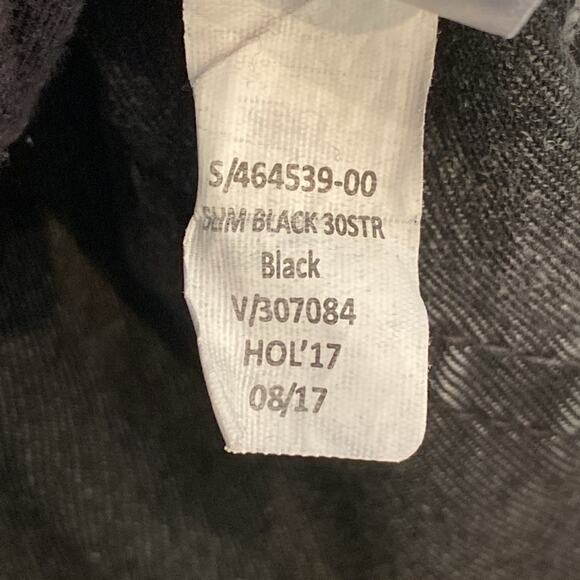 S/464539-00
SLIM BLACK 30STR
Black
V/307084
HOL'17
08/17